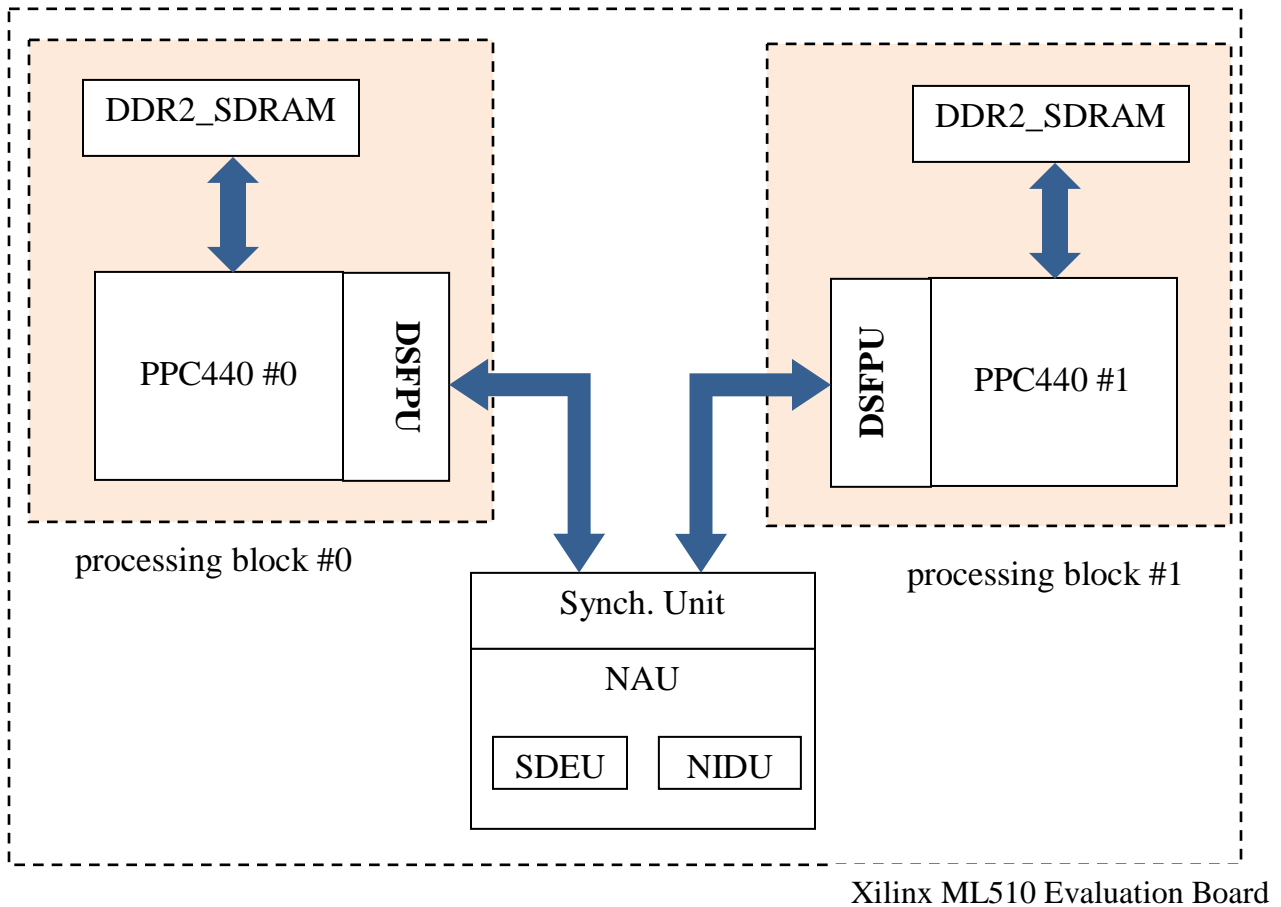 DDR2_SDRAM
DDR2_SDRAM
PPC440 #0
DSFPU
DSFPU
PPC440 #1
processing block #0
processing block #1
Synch. Unit
NAU
SDEU
NIDU
Xilinx ML510 Evaluation Board